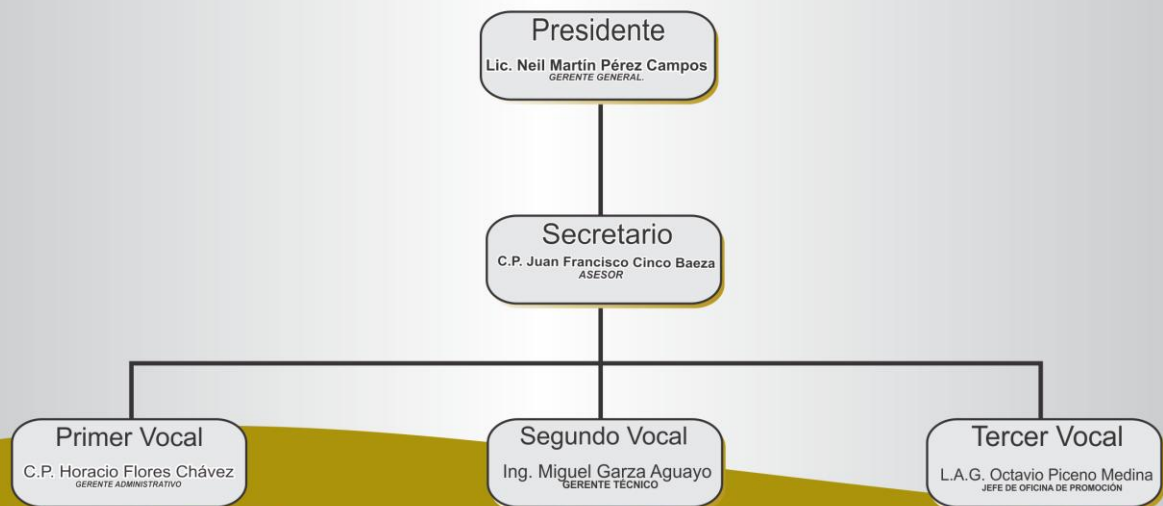 Presidente
Lic. Neil Martín Pérez Campos
GERENTE GENERAL.
Secretario
C.P. Juan Francisco Cinco Baeza
ASESOR
Primer Vocal
C.P. Horacio Flores Chávez
GERENTE ADMINISTRATIVO
Segundo Vocal
Ing. Miguel Garza Aguayo
GERENTE TÉCNICO
Tercer Vocal
L.A.G. Octavio Piceno Medina
JEFE DE OFICINA DE PROMOCIÓN